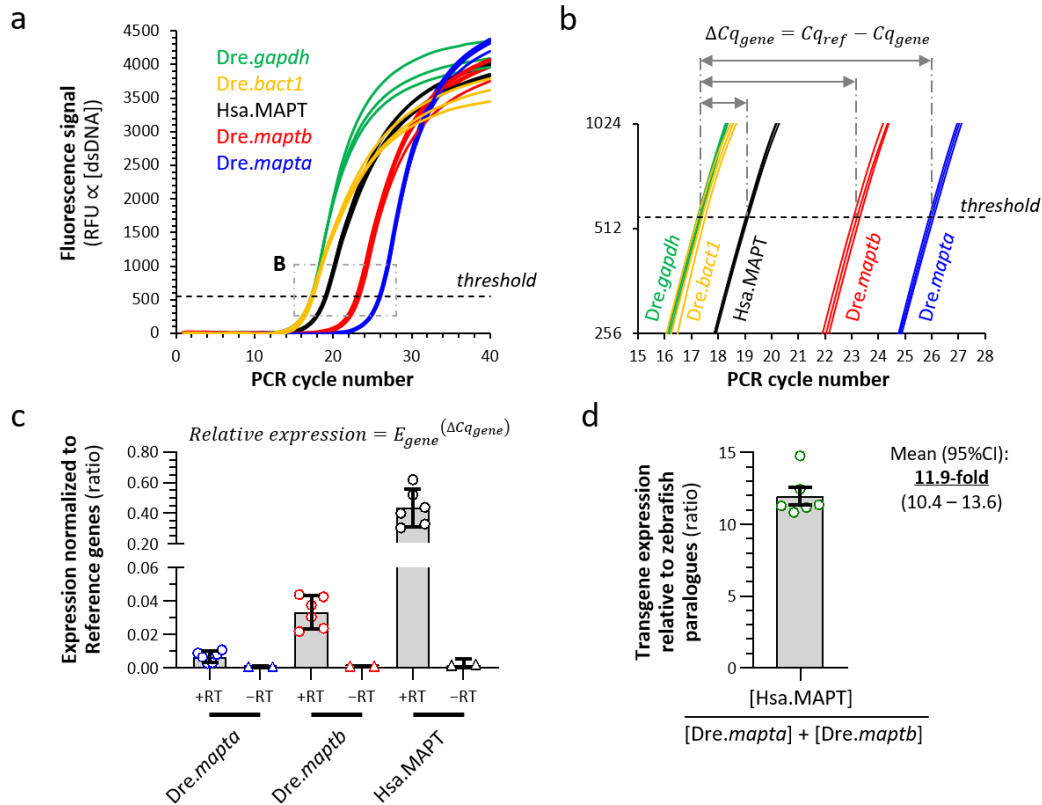 a
4500
4000
3500
3000
2500
2000
1500
1000
500
0
0
10
20
30
40
Fluorescence signal
(RFU ∝ [dsDNA])
Dre.gapdh
Dre.bact1
Hsa.MAPT
Dre.maptb
Dre.mapta
B
threshold
PCR cycle number
b
ΔCq_gene = Cq_ref − Cq_gene
1024
512
256
threshold
Dre.gapdh
Dre.bact1
Hsa.MAPT
Dre.maptb
Dre.mapta
15 16 17 18 19 20 21 22 23 24 25 26 27 28
PCR cycle number
c
Relative expression = E_gene^(ΔCq_gene)
Expression normalized to
Reference genes (ratio)
0.80
0.60
0.40
0.20
0.06
0.04
0.02
0.00
+RT −RT +RT −RT +RT −RT
Dre.mapta
Dre.maptb
Hsa.MAPT
d
Transgene expression
relative to zebrafish
paralogues (ratio)
15
10
5
0
Mean (95%CI):
11.9-fold
(10.4 – 13.6)
[Hsa.MAPT]
[Dre.mapta] + [Dre.maptb]